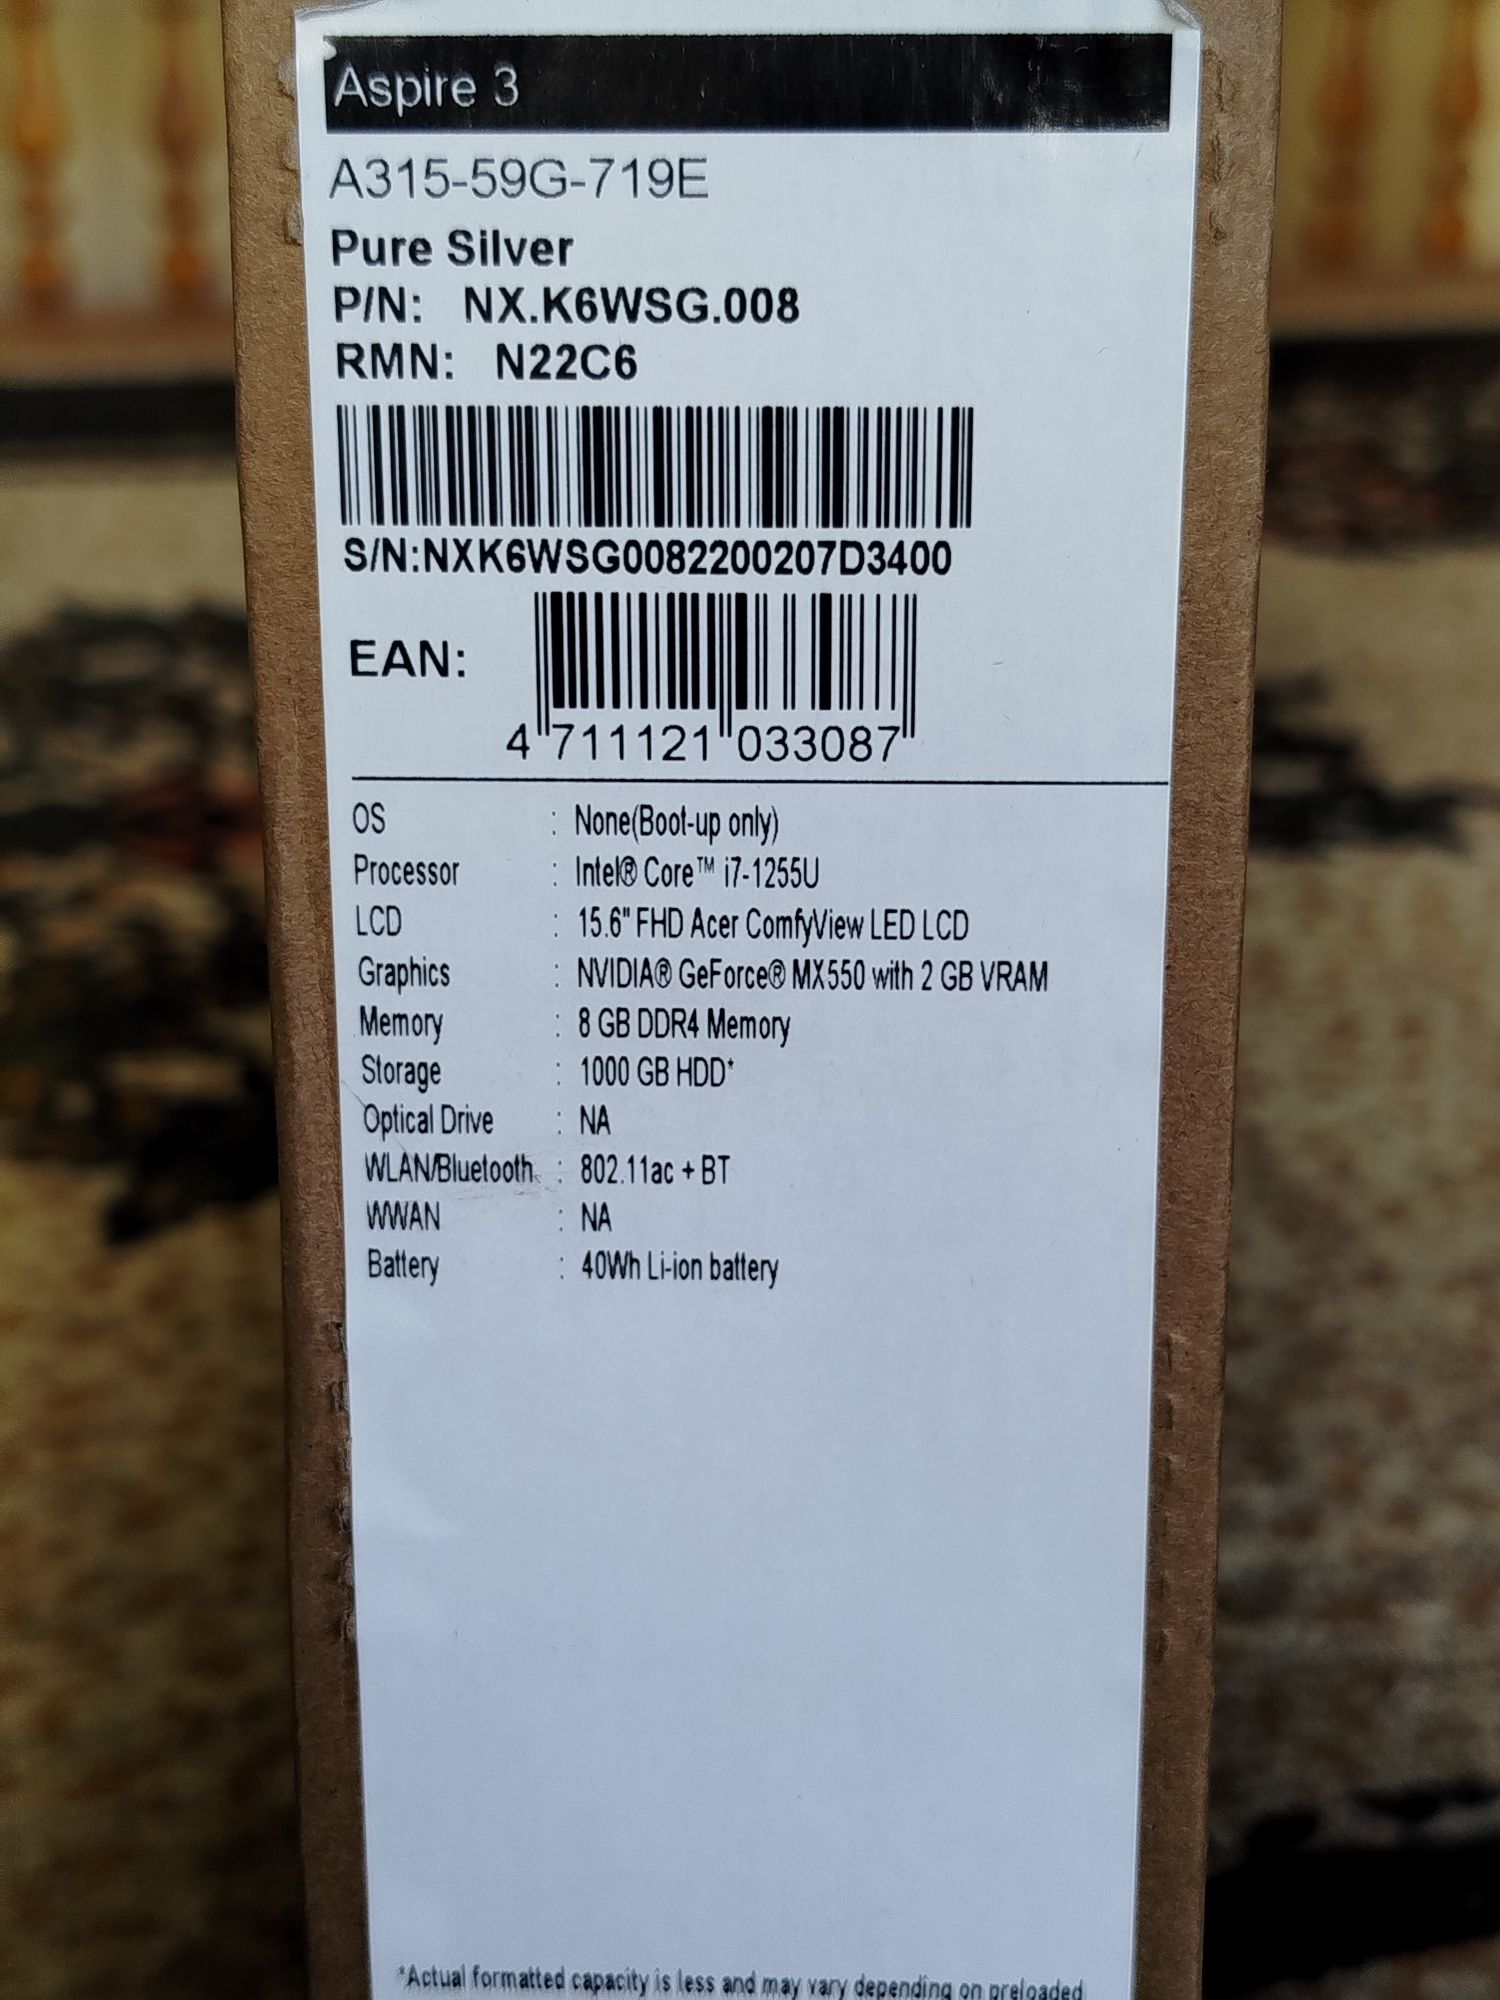 Aspire 3
A315-59G-719E
Pure Silver
P/N: NX.K6WSG.008
RMN: N22C6
S/N:NXK6WSG0082200207D3400
EAN:
4 711121 033087
OS : None(Boot-up only)
Processor : Intel® Core™ i7-1255U
LCD : 15.6" FHD Acer ComfyView LED LCD
Graphics : NVIDIA® GeForce® MX550 with 2 GB VRAM
Memory : 8 GB DDR4 Memory
Storage : 1000 GB HDD*
Optical Drive : NA
WLAN/Bluetooth : 802.11ac + BT
WWAN : NA
Battery : 40Wh Li-ion battery
*Actual formatted capacity is less and may vary depending on preloaded